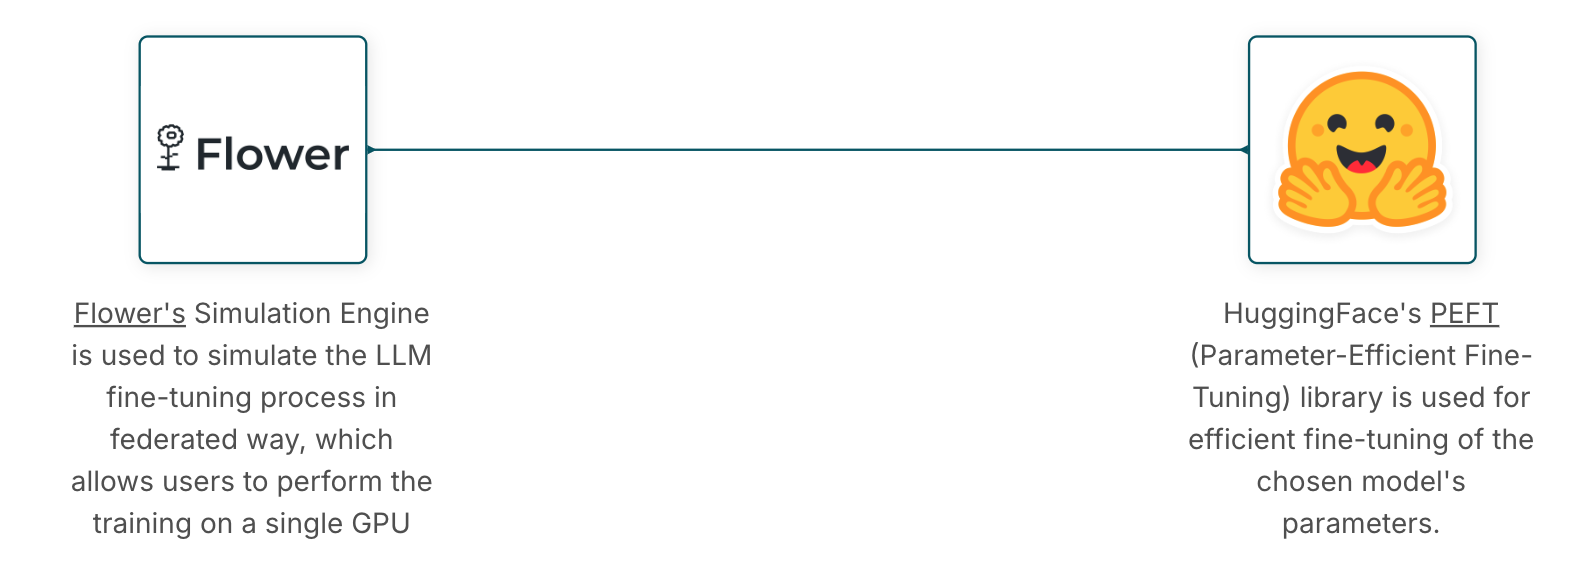 Flower
Flower's Simulation Engine
is used to simulate the LLM
fine-tuning process in
federated way, which
allows users to perform the
training on a single GPU
HuggingFace's PEFT
(Parameter-Efficient Fine-
Tuning) library is used for
efficient fine-tuning of the
chosen model's
parameters.